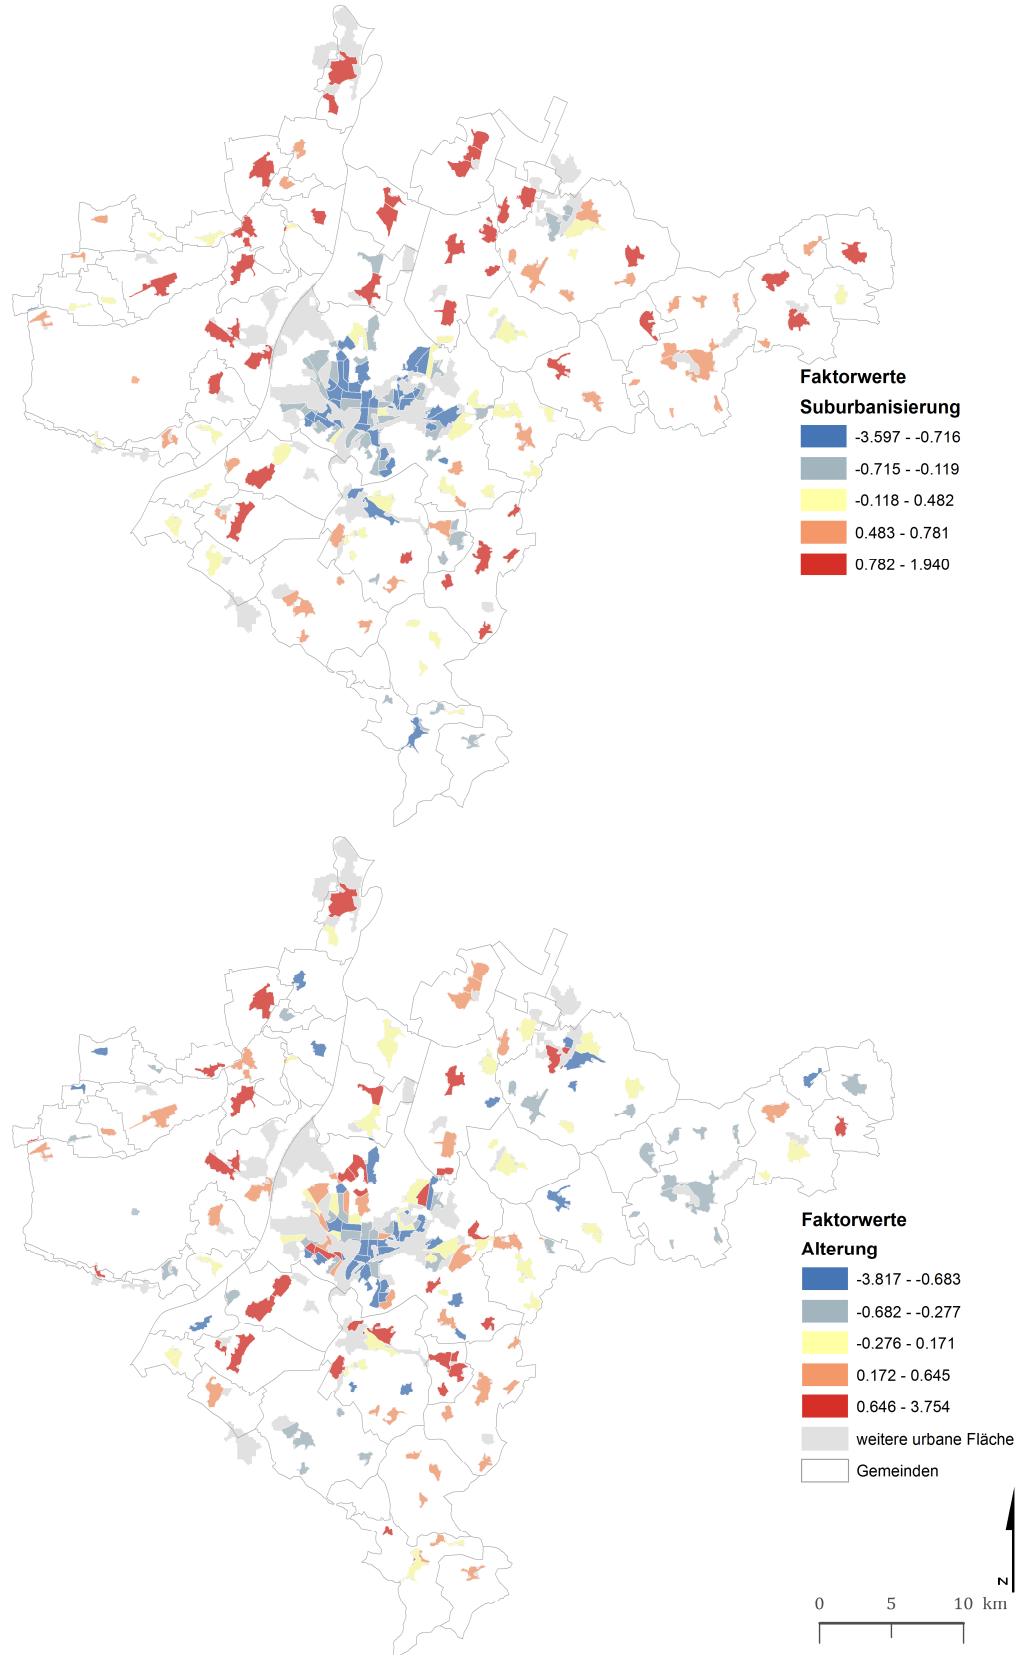 Faktorwerte
Suburbanisierung
-3.597 - -0.716
-0.715 - -0.119
-0.118 - 0.482
0.483 - 0.781
0.782 - 1.940
Faktorwerte
Alterung
-3.817 - -0.683
-0.682 - -0.277
-0.276 - 0.171
0.172 - 0.645
0.646 - 3.754
weitere urbane Fläche
Gemeinden
N
0 5 10 km